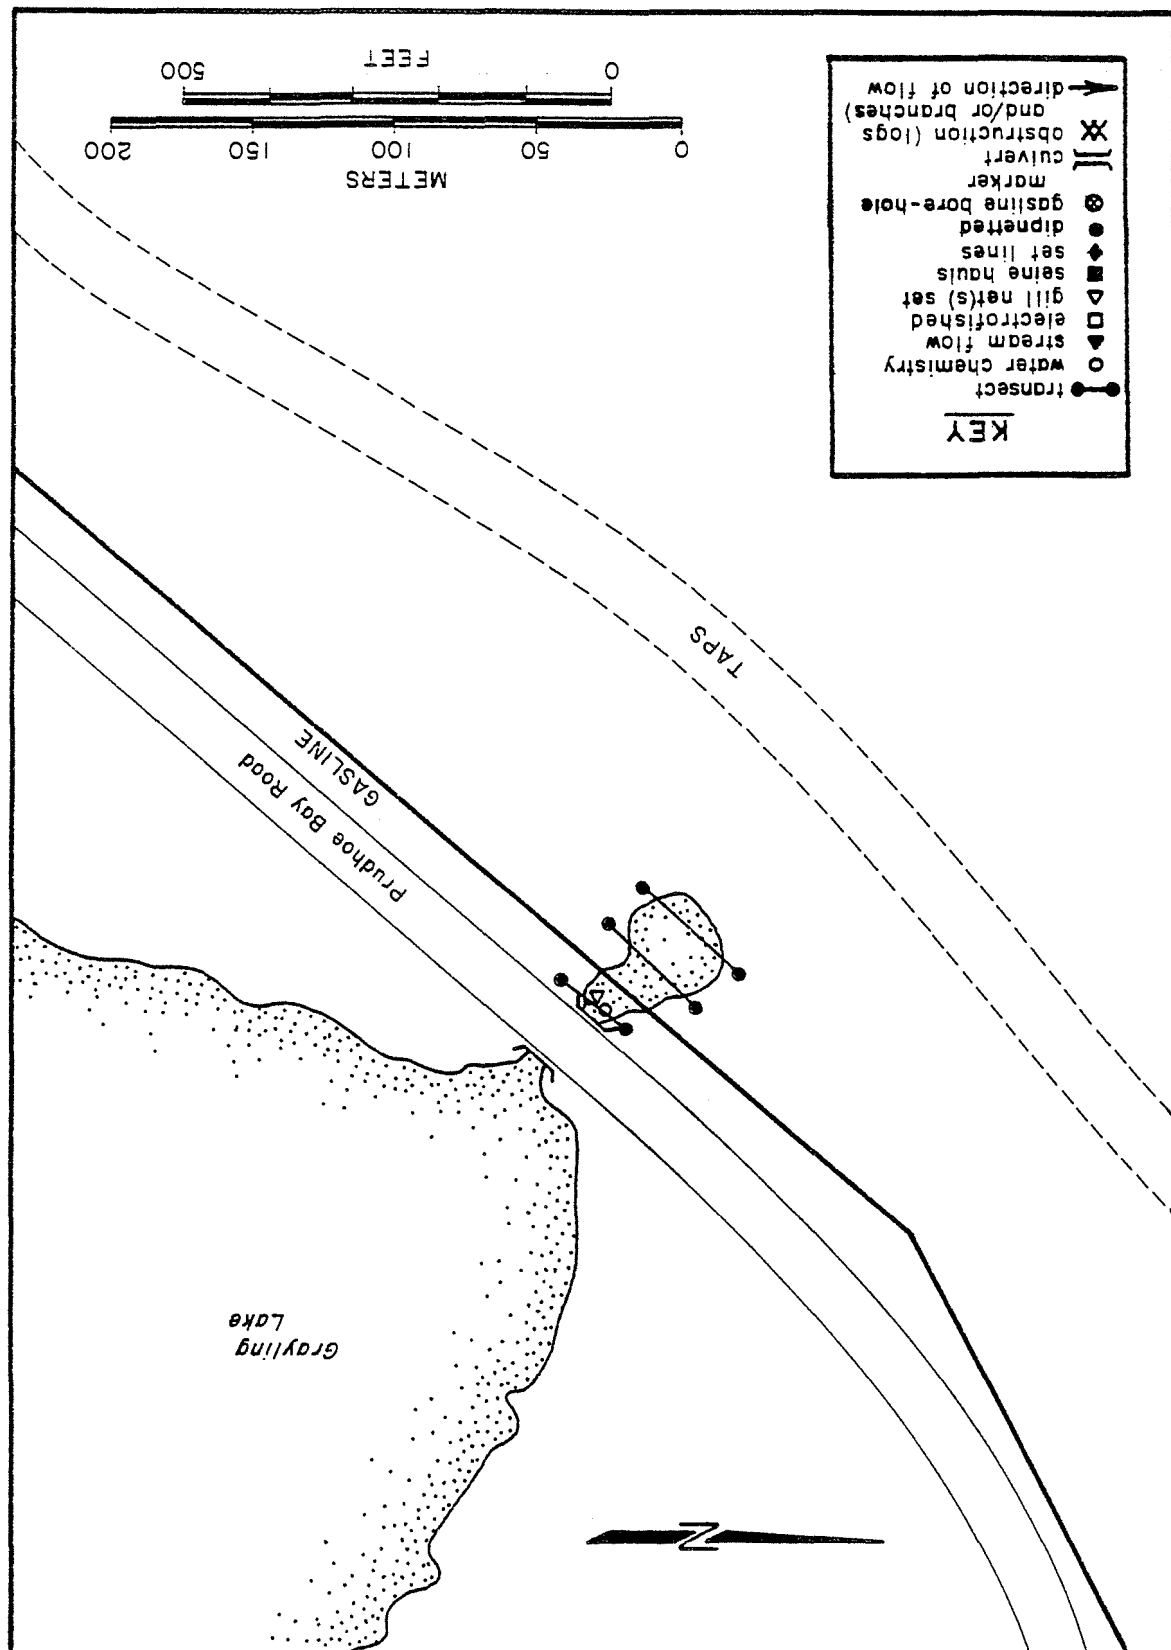 N
Grayling
Lake
Prudhoe Bay Road
GASLINE
TAPS
KEY
transect
water chemistry
stream flow
electrofished
gill net(s) set
seine hauls
set lines
dipnetted
gasline bore-hole
marker
culvert
obstruction (logs
and/or branches)
direction of flow
METERS
0 50 100 150 200
0 500
FEET